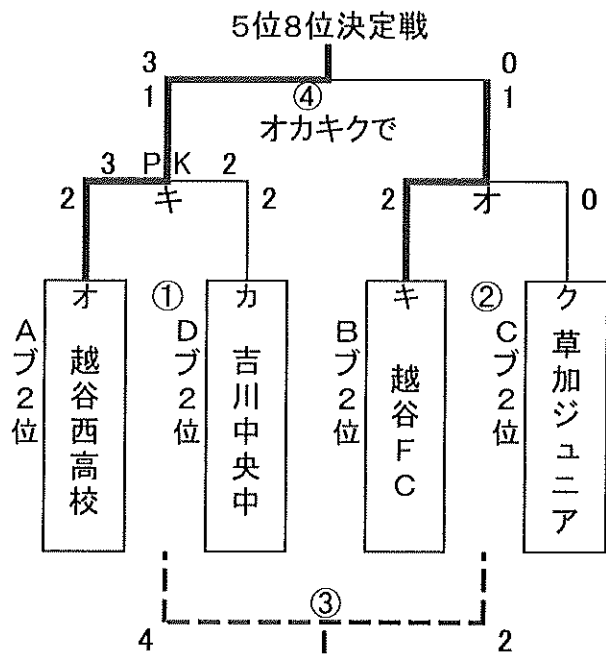 5位8位決定戦
3 0
1 ④ 1
オカキクで
3 PK 2
2 キ 2 2 オ 0
オ ① カ キ ② ク
Aブ2位
越谷西高校
Dブ2位
吉川中央中
Bブ2位
越谷FC
Cブ2位
草加ジュニア
③
4 2